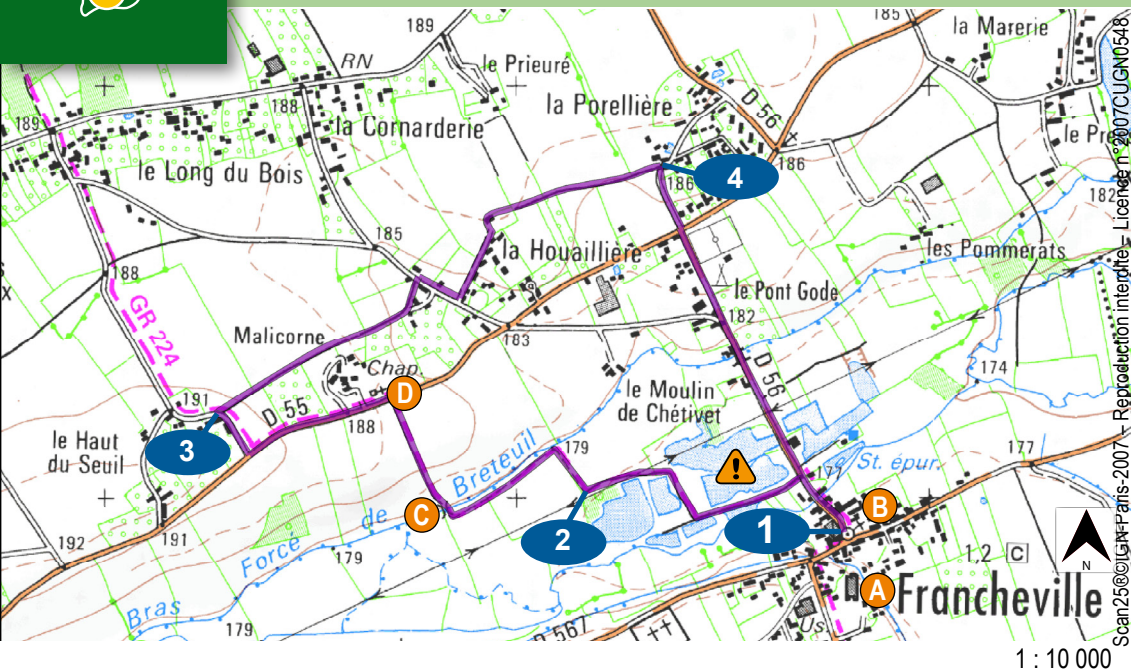 189
185
la Marerie
RN
le Prieuré
la Porellière
D 56
188
189
la Cornarderie
le Pré
186
4
186
182
le Long du Bois
185
la Houaillière
les Pommerats
188
GR 224
le Pont Gode
182
Malicorne
183
D 56
Chap.
D
174
le Moulin
de Chétivet
191
D 55
188
3
le Haut
du Seuil
179
Breteuil
177
179
St. épur.
C
B
de
2
1
192
191
Forcé
179
1,2 C
N
A
Francheville
Bras
179
D 567
Us.
Scan25®©IGN-Paris-2007 – Reproduction interdite – Licence n°2007CUGNI0548
1 : 10 000